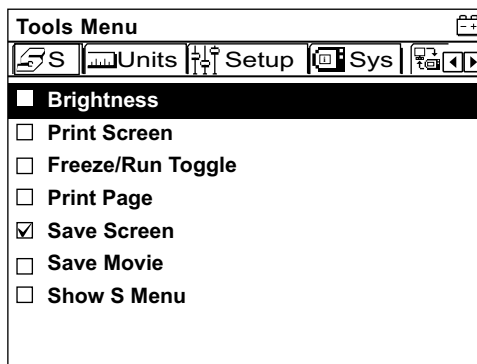 Tools Menu
S Units Setup Sys
Brightness
Print Screen
Freeze/Run Toggle
Print Page
Save Screen
Save Movie
Show S Menu